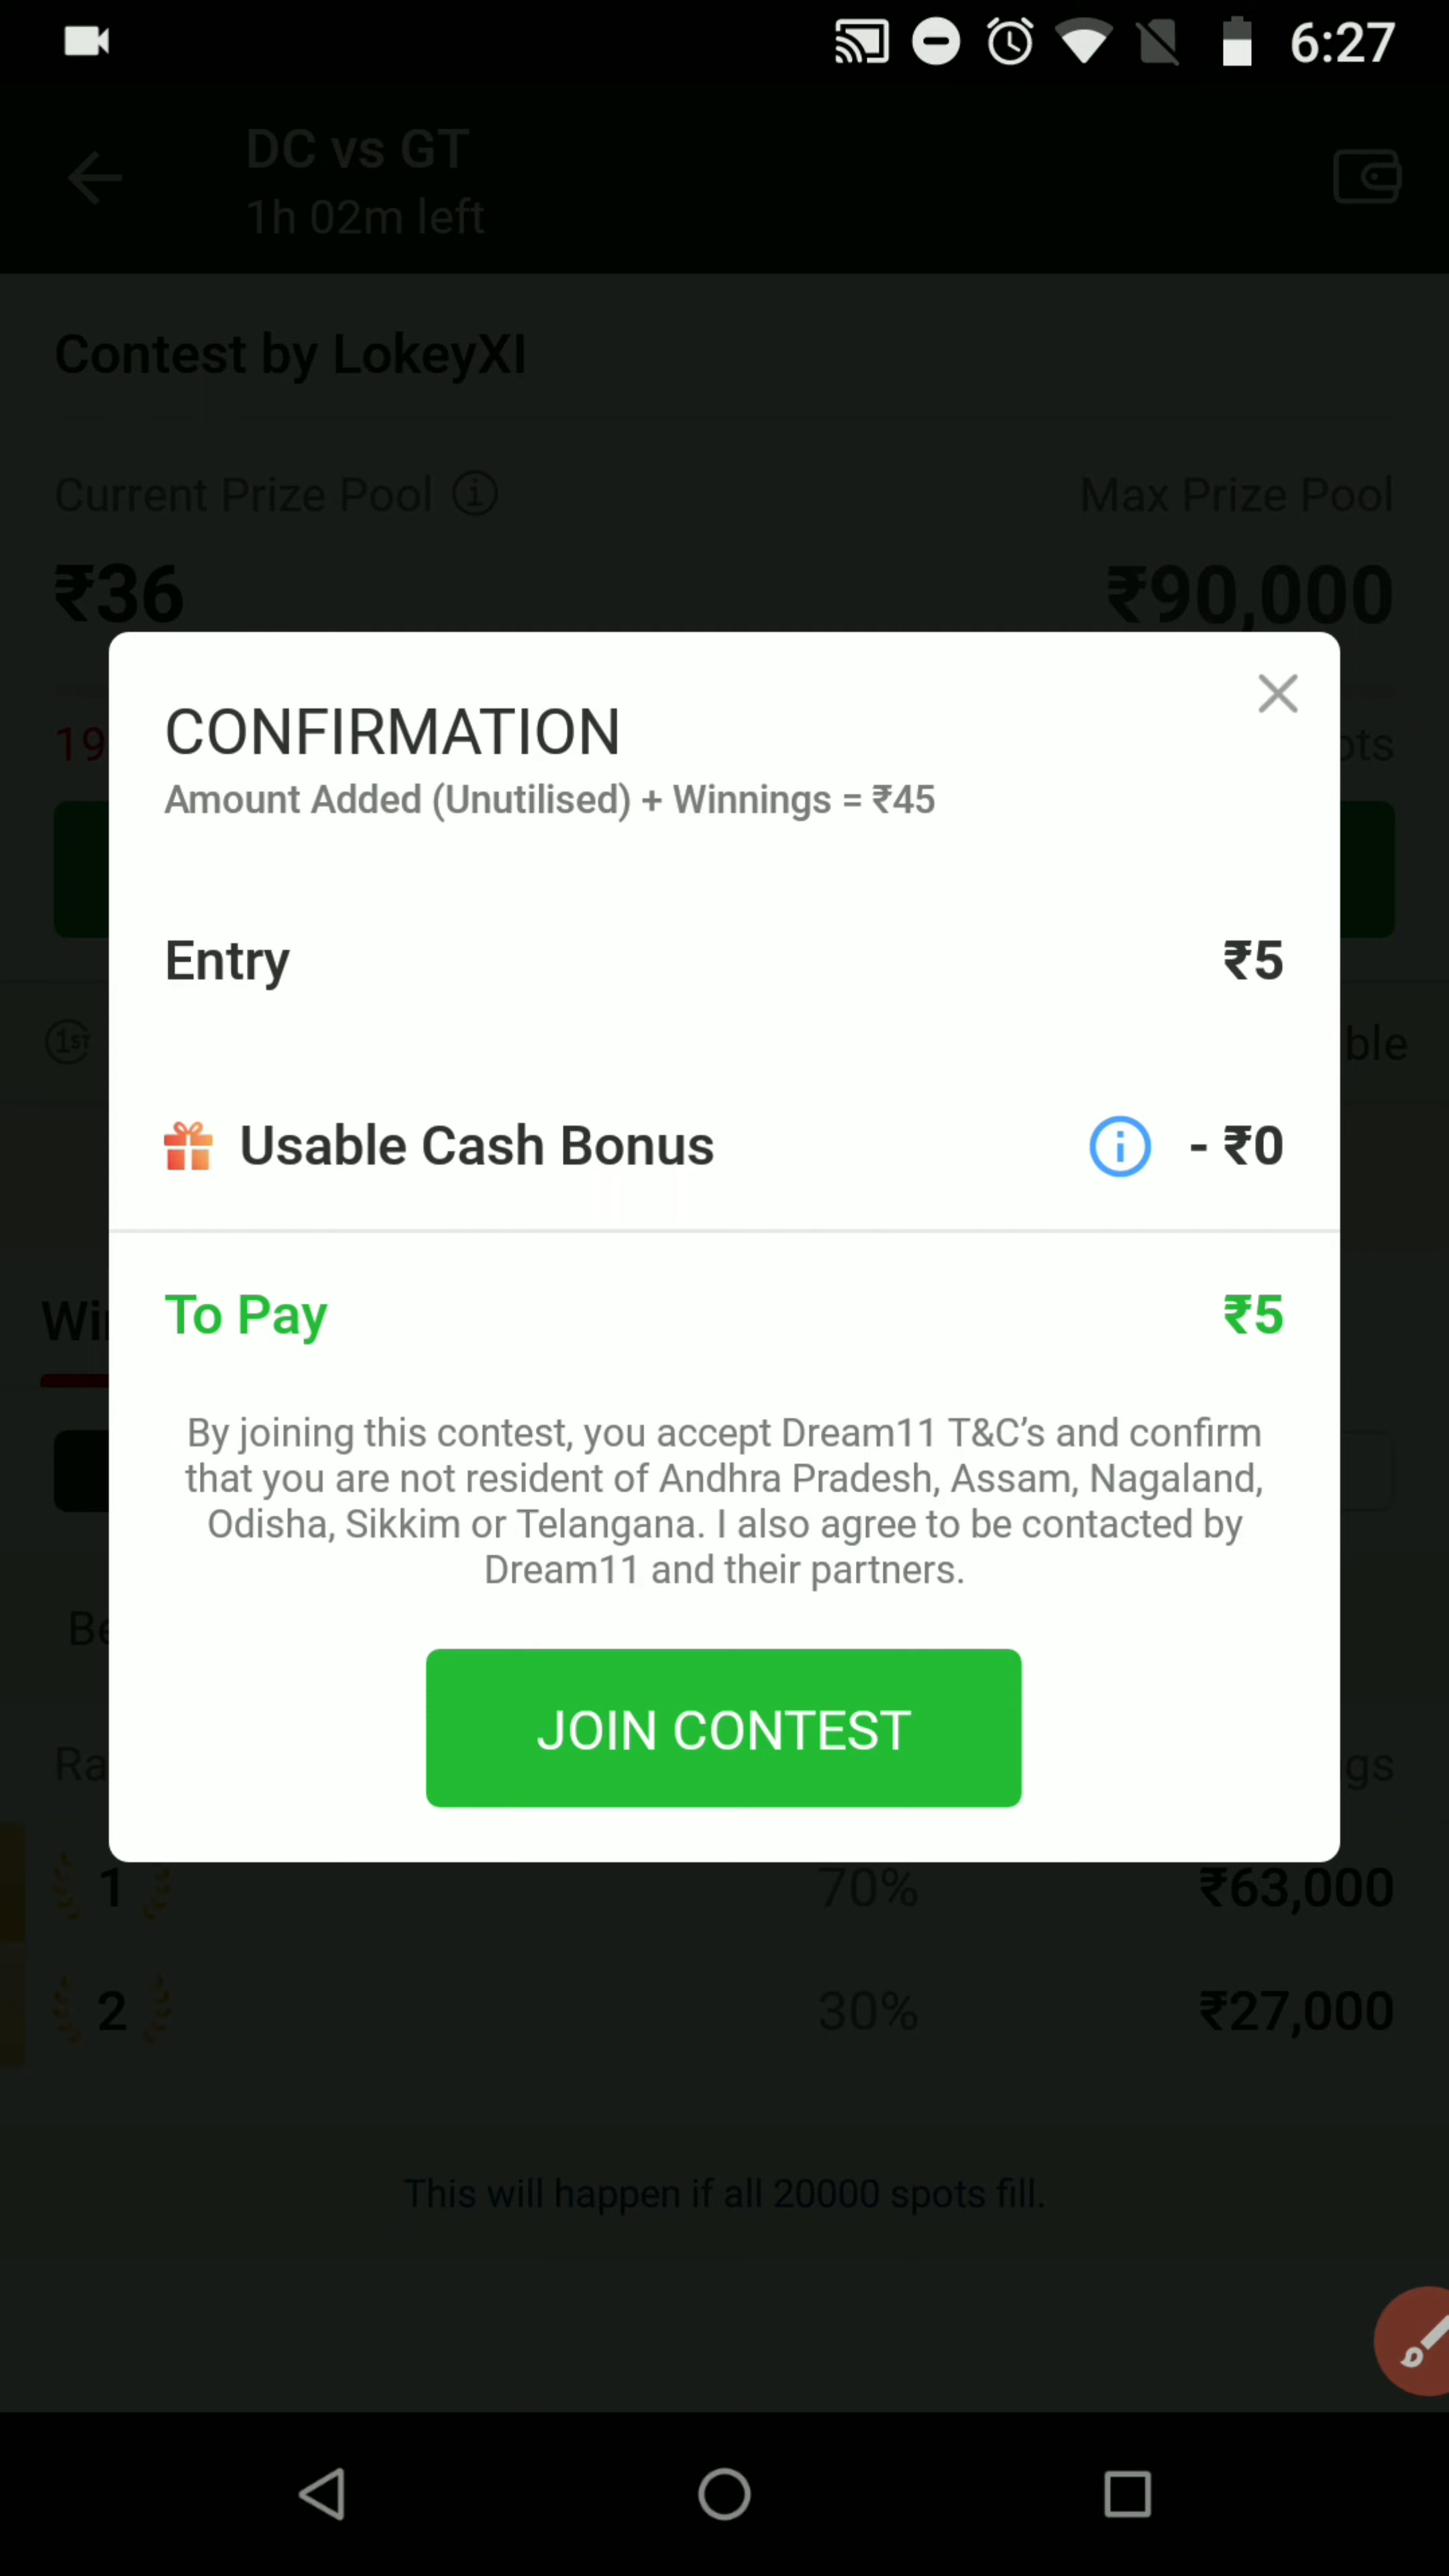 6:27
DC vs GT
1h 02m left
Contest by LokeyXI
Current Prize Pool
Max Prize Pool
₹36
₹90,000
CONFIRMATION
Amount Added (Unutilised) + Winnings = ₹45
Entry
₹5
1ST
Usable Cash Bonus
- ₹0
To Pay
₹5
By joining this contest, you accept Dream11 T&C’s and confirm
that you are not resident of Andhra Pradesh, Assam, Nagaland,
Odisha, Sikkim or Telangana. I also agree to be contacted by
Dream11 and their partners.
JOIN CONTEST
1
70%
₹63,000
2
30%
₹27,000
This will happen if all 20000 spots fill.